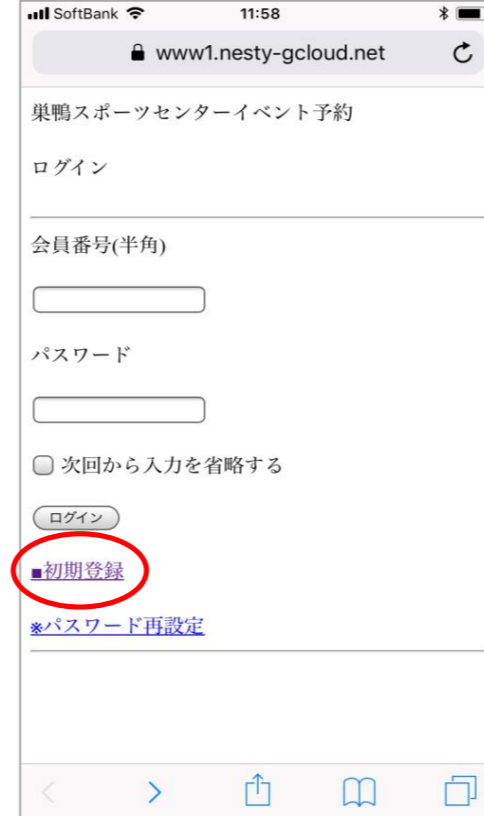 SoftBank 11:58
www1.nesty-gcloud.net
巣鴨スポーツセンターイベント予約
ログイン
会員番号(半角)
パスワード
次回から入力を省略する
ログイン
■初期登録
※パスワード再設定